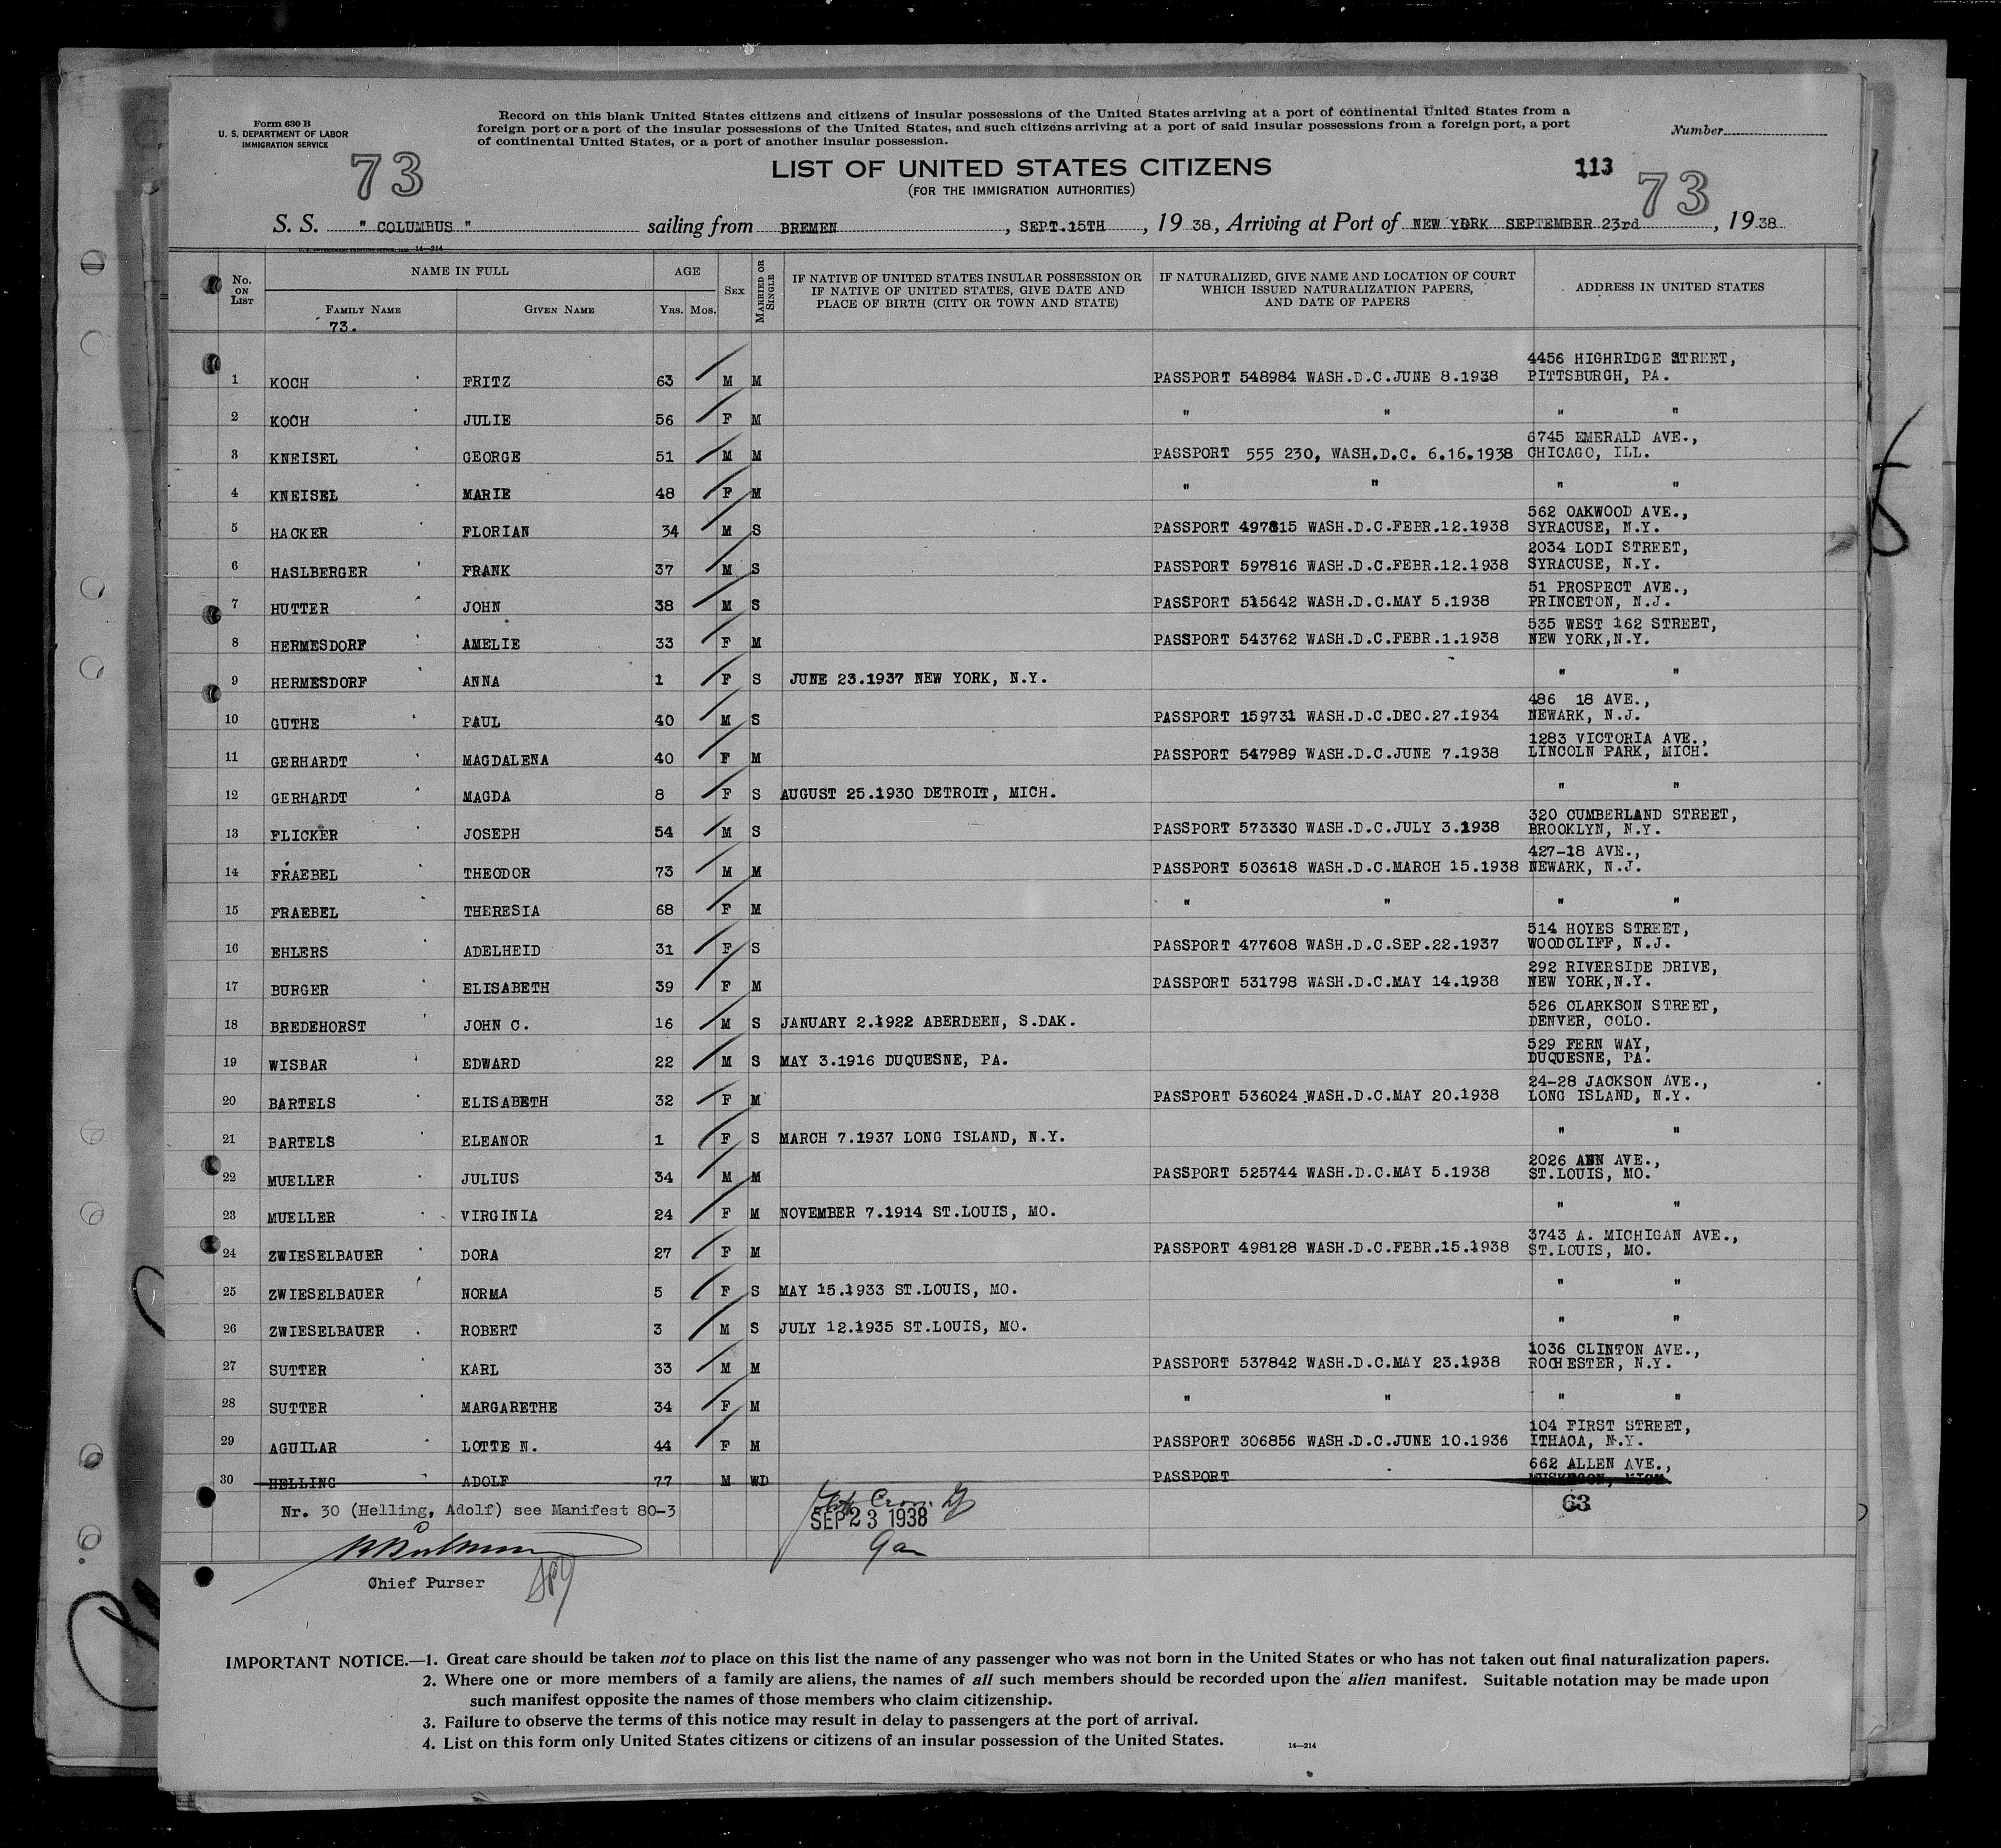 Form 630 B
U. S. DEPARTMENT OF LABOR
IMMIGRATION SERVICE
Record on this blank United States citizens and citizens of insular possessions of the United States arriving at a port of continental United States from a
foreign port or a port of the insular possessions of the United States, and such citizens arriving at a port of said insular possessions from a foreign port, a port
of continental United States, or a port of another insular possession.
Number
73
LIST OF UNITED STATES CITIZENS
(FOR THE IMMIGRATION AUTHORITIES)
113
73
S. S. " COLUMBUS " sailing from BREMEN , SEPT.15TH , 19 38, Arriving at Port of NEW YORK SEPTEMBER 23rd , 19 38
14—214
No. ON LIST
NAME IN FULL
FAMILY NAME
GIVEN NAME
AGE
YRS. MOS.
SEX
MARRIED OR SINGLE
IF NATIVE OF UNITED STATES INSULAR POSSESSION OR
IF NATIVE OF UNITED STATES, GIVE DATE AND
PLACE OF BIRTH (CITY OR TOWN AND STATE)
IF NATURALIZED, GIVE NAME AND LOCATION OF COURT
WHICH ISSUED NATURALIZATION PAPERS,
AND DATE OF PAPERS
ADDRESS IN UNITED STATES
73.
4456 HIGHRIDGE STREET,
1 KOCH FRITZ 63 M M PASSPORT 548984 WASH.D.C.JUNE 8.1938 PITTSBURGH, PA.
2 KOCH JULIE 56 F M " " " "
6745 EMERALD AVE.,
3 KNEISEL GEORGE 51 M M PASSPORT 555 230, WASH.D.C. 6.16.1938 CHICAGO, ILL.
4 KNEISEL MARIE 48 F M " " " "
562 OAKWOOD AVE.,
5 HACKER FLORIAN 34 M S PASSPORT 497815 WASH.D.C.FEBR.12.1938 SYRACUSE, N.Y.
2034 LODI STREET,
6 HASLBERGER FRANK 37 M S PASSPORT 597816 WASH.D.C.FEBR.12.1938 SYRACUSE, N.Y.
51 PROSPECT AVE.,
7 HUTTER JOHN 38 M S PASSPORT 515642 WASH.D.C.MAY 5.1938 PRINCETON, N.J.
535 WEST 162 STREET,
8 HERMESDORF AMELIE 33 F M PASSPORT 543762 WASH.D.C.FEBR.1.1938 NEW YORK,N.Y.
9 HERMESDORF ANNA 1 F S JUNE 23.1937 NEW YORK, N.Y. " "
486 18 AVE.,
10 GUTHE PAUL 40 M S PASSPORT 159731 WASH.D.C.DEC.27.1934 NEWARK, N.J.
1283 VICTORIA AVE.,
11 GERHARDT MAGDALENA 40 F M PASSPORT 547989 WASH.D.C.JUNE 7.1938 LINCOLN PARK, MICH.
12 GERHARDT MAGDA 8 F S AUGUST 25.1930 DETROIT, MICH. " "
320 CUMBERLAND STREET,
13 FLICKER JOSEPH 54 M S PASSPORT 573330 WASH.D.C.JULY 3.1938 BROOKLYN, N.Y.
427-18 AVE.,
14 FRAEBEL THEODOR 73 M M PASSPORT 503618 WASH.D.C.MARCH 15.1938 NEWARK, N.J.
15 FRAEBEL THERESIA 68 F M " " " "
514 HOYES STREET,
16 EHLERS ADELHEID 31 F S PASSPORT 477608 WASH.D.C.SEP.22.1937 WOODCLIFF, N.J.
292 RIVERSIDE DRIVE,
17 BURGER ELISABETH 39 F M PASSPORT 531798 WASH.D.C.MAY 14.1938 NEW YORK,N.Y.
526 CLARKSON STREET,
18 BREDEHORST JOHN C. 16 M S JANUARY 2.1922 ABERDEEN, S.DAK. DENVER, COLO.
529 FERN WAY,
19 WISBAR EDWARD 22 M S MAY 3.1916 DUQUESNE, PA. DUQUESNE, PA.
24-28 JACKSON AVE.,
20 BARTELS ELISABETH 32 F M PASSPORT 536024 WASH.D.C.MAY 20.1938 LONG ISLAND, N.Y.
21 BARTELS ELEANOR 1 F S MARCH 7.1937 LONG ISLAND, N.Y. " "
2026 ANN AVE.,
22 MUELLER JULIUS 34 M M PASSPORT 525744 WASH.D.C.MAY 5.1938 ST.LOUIS, MO.
23 MUELLER VIRGINIA 24 F M NOVEMBER 7.1914 ST.LOUIS, MO. " "
3743 A. MICHIGAN AVE.,
24 ZWIESELBAUER DORA 27 F M PASSPORT 498128 WASH.D.C.FEBR.15.1938 ST.LOUIS, MO.
25 ZWIESELBAUER NORMA 5 F S MAY 15.1933 ST.LOUIS, MO. " "
26 ZWIESELBAUER ROBERT 3 M S JULY 12.1935 ST.LOUIS, MO. " "
1036 CLINTON AVE.,
27 SUTTER KARL 33 M M PASSPORT 537842 WASH.D.C.MAY 23.1938 ROCHESTER, N.Y.
28 SUTTER MARGARETHE 34 F M " " " "
104 FIRST STREET,
29 AGUILAR LOTTE N. 44 F M PASSPORT 306856 WASH.D.C.JUNE 10.1936 ITHACA, N.Y.
662 ALLEN AVE.,
30 HELLING ADOLF 77 M WD PASSPORT MUSKEGON, MICH
63
Nr. 30 (Helling, Adolf) see Manifest 80-3
SEP 23 1938
Chief Purser
IMPORTANT NOTICE.—1. Great care should be taken not to place on this list the name of any passenger who was not born in the United States or who has not taken out final naturalization papers.
2. Where one or more members of a family are aliens, the names of all such members should be recorded upon the alien manifest. Suitable notation may be made upon
such manifest opposite the names of those members who claim citizenship.
3. Failure to observe the terms of this notice may result in delay to passengers at the port of arrival.
4. List on this form only United States citizens or citizens of an insular possession of the United States.
14—214